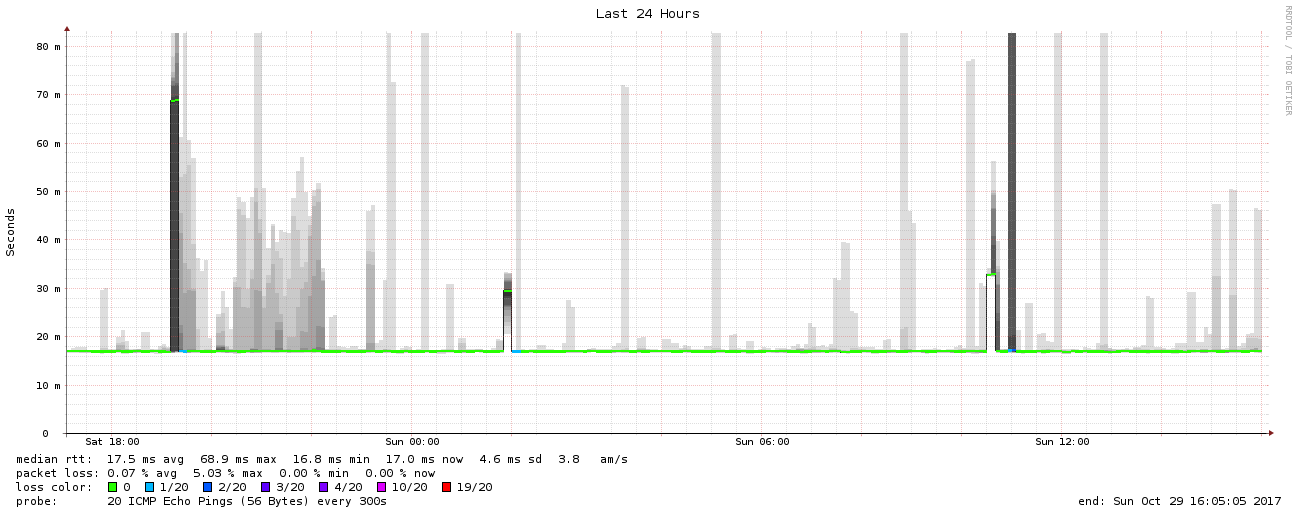 Last 24 Hours
RRDTOOL / TOBI OETIKER
Seconds
80 m
70 m
60 m
50 m
40 m
30 m
20 m
10 m
0
Sat 18:00 Sun 00:00 Sun 06:00 Sun 12:00
median rtt: 17.5 ms avg 68.9 ms max 16.8 ms min 17.0 ms now 4.6 ms sd 3.8 am/s
packet loss: 0.07 % avg 5.03 % max 0.00 % min 0.00 % now
loss color: 0 1/20 2/20 3/20 4/20 10/20 19/20
probe: 20 ICMP Echo Pings (56 Bytes) every 300s end: Sun Oct 29 16:05:05 2017